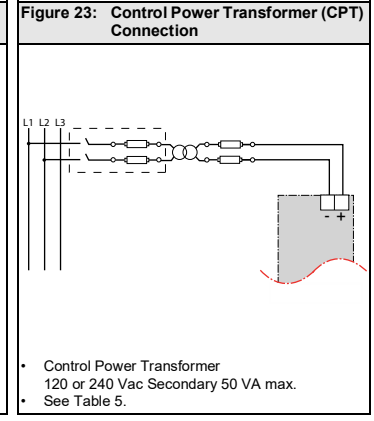 Figure 23: Control Power Transformer (CPT)
Connection
L1 L2 L3
- +
• Control Power Transformer
120 or 240 Vac Secondary 50 VA max.
• See Table 5.